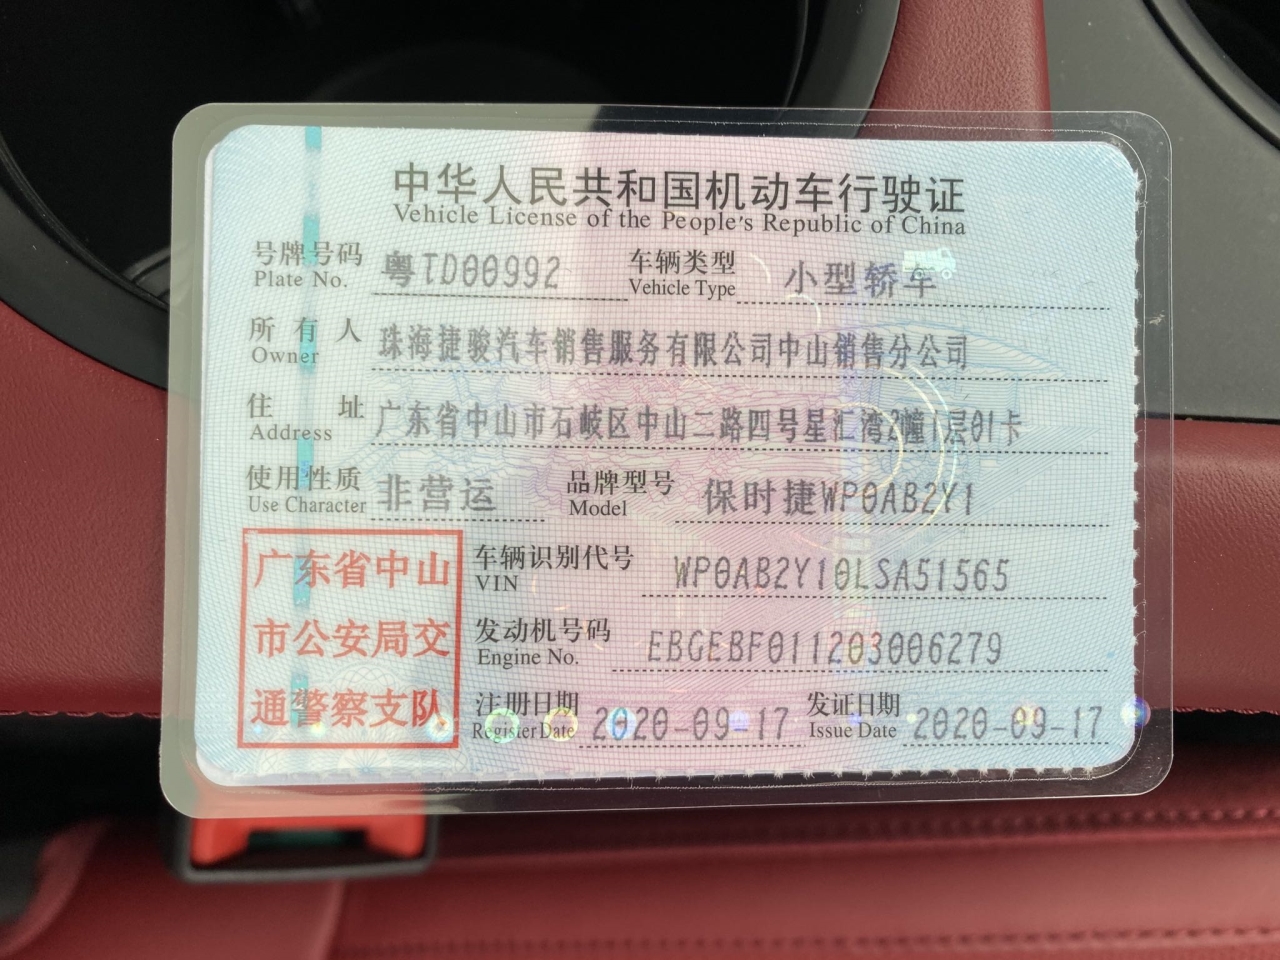 中华人民共和国机动车行驶证
Vehicle License of the People's Republic of China
号牌号码 粤TD00992 车辆类型 小型轿车
Plate No. Vehicle Type
所有人 珠海捷骏汽车销售服务有限公司中山销售分公司
Owner
住址 广东省中山市石岐区中山二路四号星汇湾2幢1层01卡
Address
使用性质 非营运 品牌型号 保时捷WP0AB2Y1
Use Character Model
广东省中山
市公安局交
通警察支队
车辆识别代号 WP0AB2Y10LSA51565
VIN
发动机号码 EBGEBF011203006279
Engine No.
注册日期 2020-09-17 发证日期 2020-09-17
Register Date Issue Date